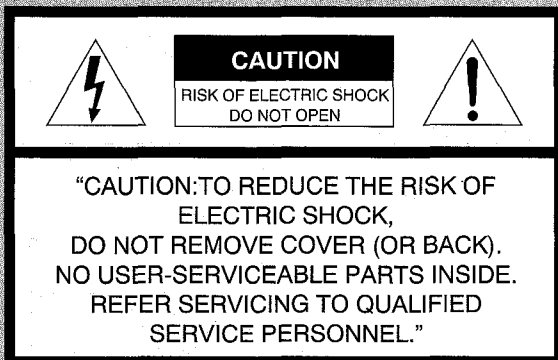 CAUTION
RISK OF ELECTRIC SHOCK
DO NOT OPEN
“CAUTION:TO REDUCE THE RISK OF
ELECTRIC SHOCK,
DO NOT REMOVE COVER (OR BACK).
NO USER-SERVICEABLE PARTS INSIDE.
REFER SERVICING TO QUALIFIED
SERVICE PERSONNEL.”